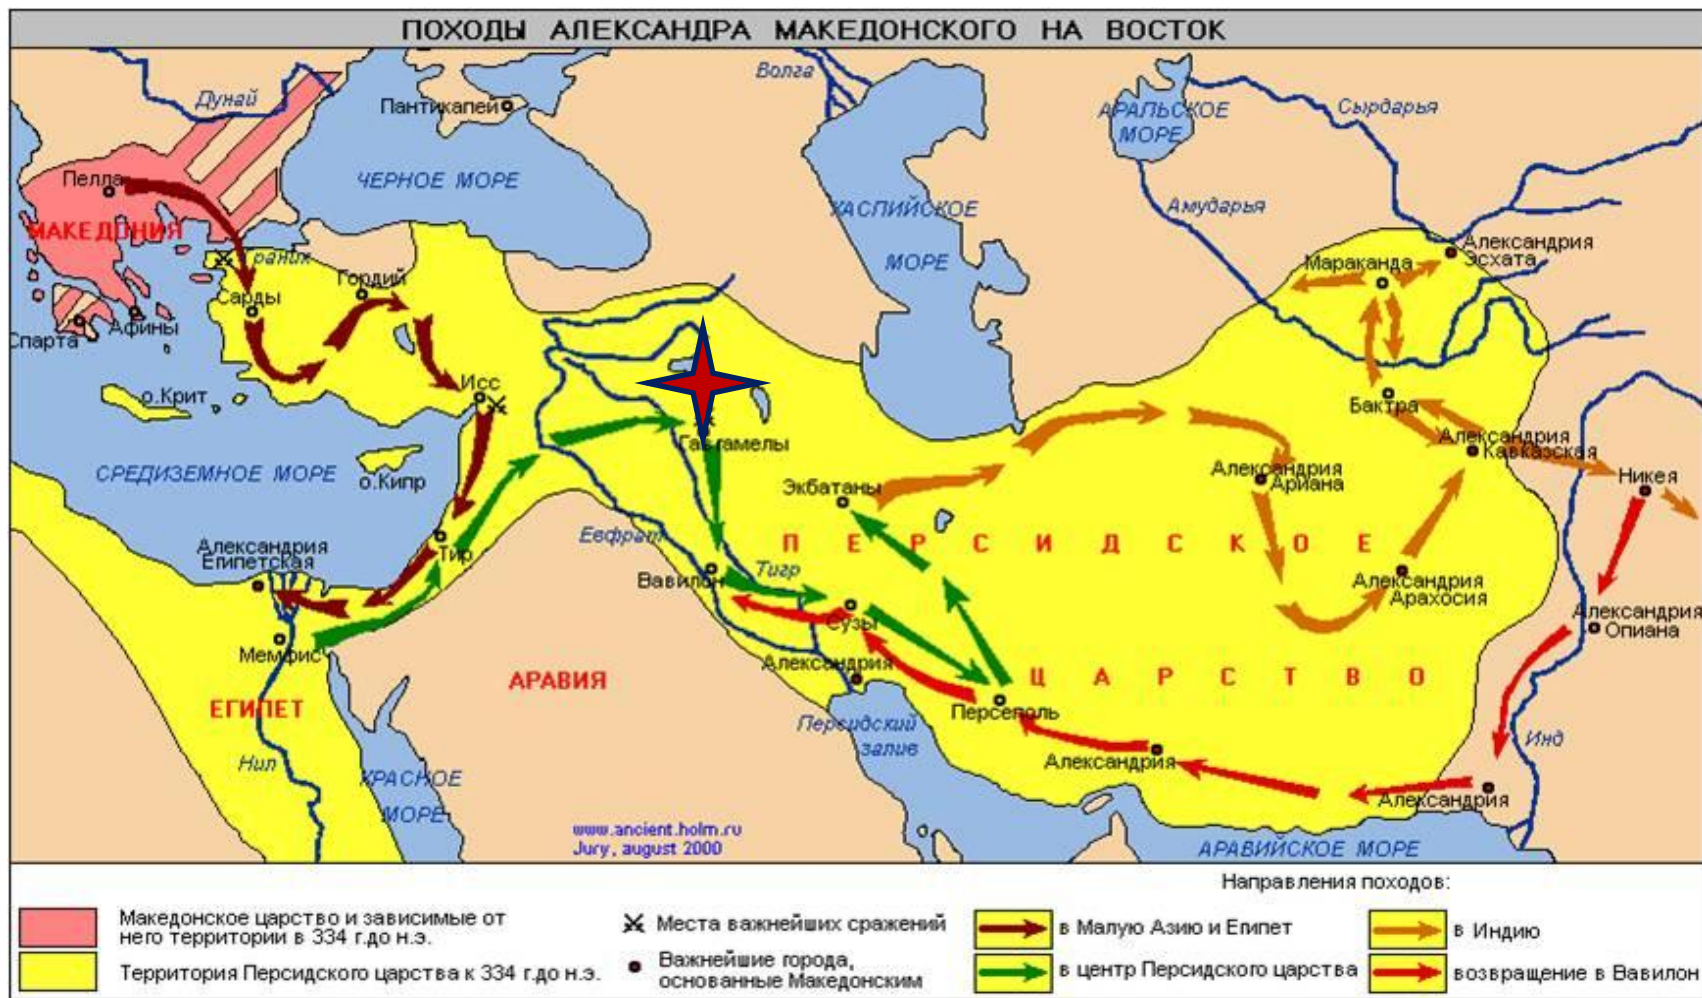 ПОХОДЫ АЛЕКСАНДРА МАКЕДОНСКОГО НА ВОСТОК
Дунай
Пантикапей
Волга
АРАЛЬСКОЕ
МОРЕ
Сырдарья
Пелла
ЧЕРНОЕ МОРЕ
КАСПИЙСКОЕ
МОРЕ
Амударья
МАКЕДОНИЯ
Граник
Гордий
Сарды
Александрия
Эсхата
Мараканда
Спарта
Афины
о.Крит
Исс
Бактра
Гавгамелы
Александрия
Кавказская
СРЕДИЗЕМНОЕ МОРЕ
о.Кипр
Экбатаны
Александрия
Ариана
Никея
Александрия
Египетская
Тир
Евфрат
ПЕРСИДСКОЕ
Вавилон
Тигр
Александрия
Арахосия
Сузы
Александрия
Опиана
Мемфис
Александрия
АРАВИЯ
ЦАРСТВО
ЕГИПЕТ
Персеполь
Персидский
залив
Нил
КРАСНОЕ
МОРЕ
Александрия
Инд
Александрия
www.ancient.holm.ru
Jury, august 2000
АРАВИЙСКОЕ МОРЕ
Направления походов:
Македонское царство и зависимые от
него территории в 334 г.до н.э.
Места важнейших сражений
в Малую Азию и Египет
в Индию
Территория Персидского царства к 334 г.до н.э.
Важнейшие города,
основанные Македонским
в центр Персидского царства
возвращение в Вавилон